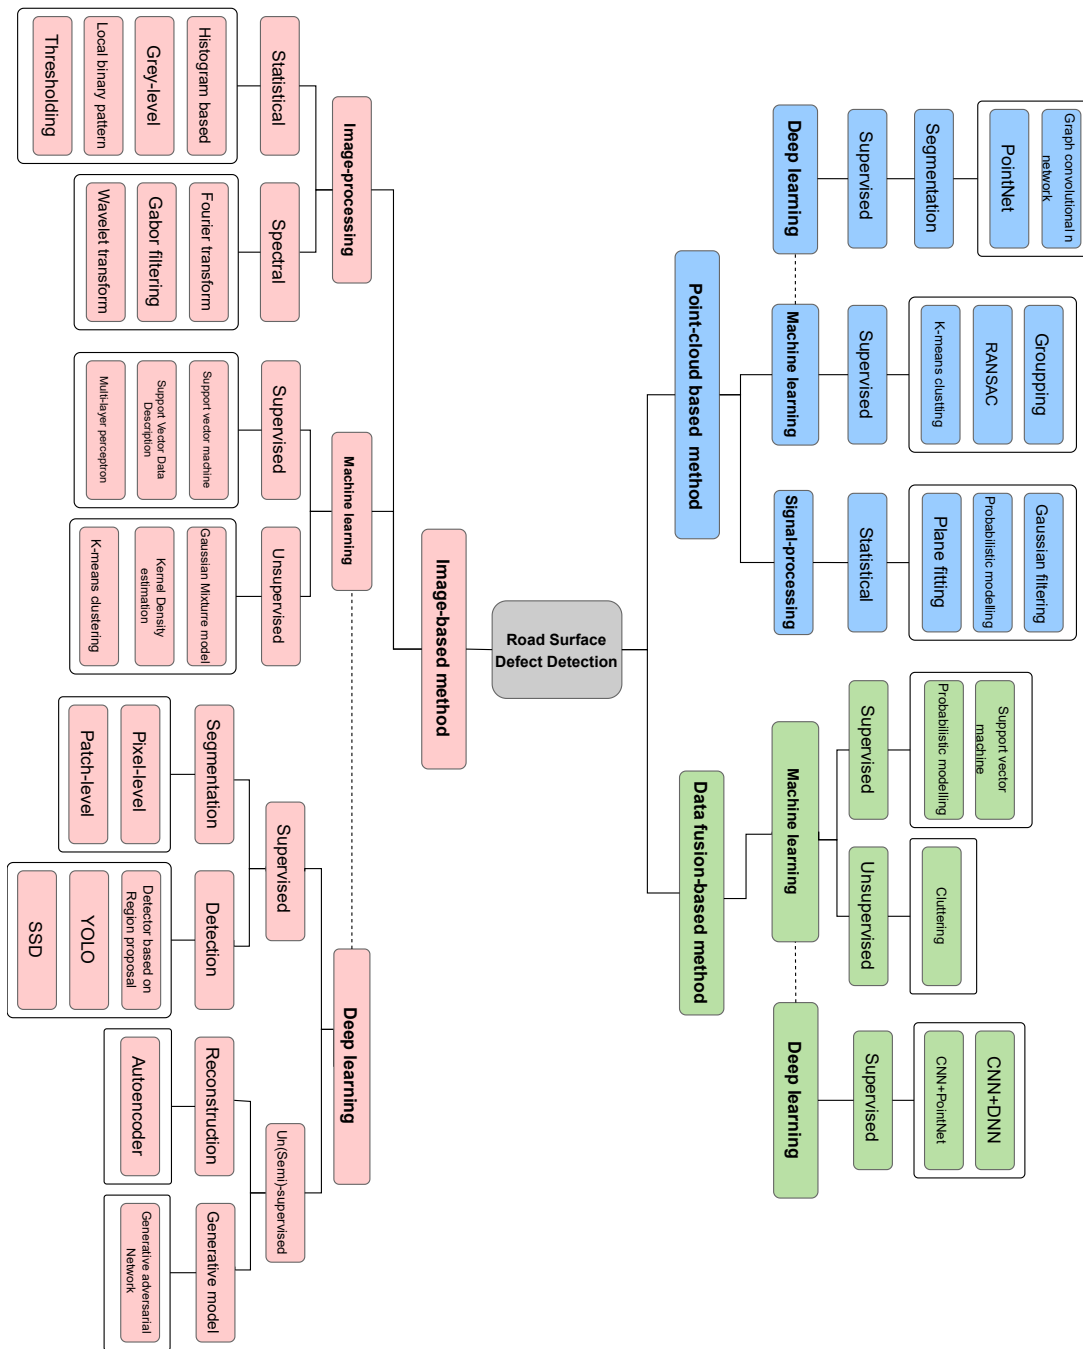 Road Surface
Defect Detection
Image-based method
Image-processing
Statistical
Histogram based
Grey-level
Local binary pattern
Thresholding
Spectral
Fourier transform
Gabor filtering
Wavelet transform
Machine learning
Supervised
Support vector machine
Support Vector Data
Description
Multi-layer perceptron
Unsupervised
Gaussian Mixturre model
Kernel Density
estimation
K-means clustering
Deep learning
Supervised
Segmentation
Pixel-level
Patch-level
Detection
Detector based on
Region proposal
YOLO
SSD
Un(Semi)-supervised
Reconstruction
Autoencoder
Generative model
Generative adversarial
Network
Point-cloud based method
Deep learning
Supervised
Segmentation
Graph convolutional n
network
PointNet
Machine learning
Supervised
Groupping
RANSAC
K-means clustting
Signal-processing
Statistical
Gaussian filtering
Probabilistic modelling
Plane fitting
Data fusion-based method
Machine learning
Supervised
Support vector
machine
Probabilistic modelling
Unsupervised
Cluttering
Deep learning
Supervised
CNN+DNN
CNN+PointNet